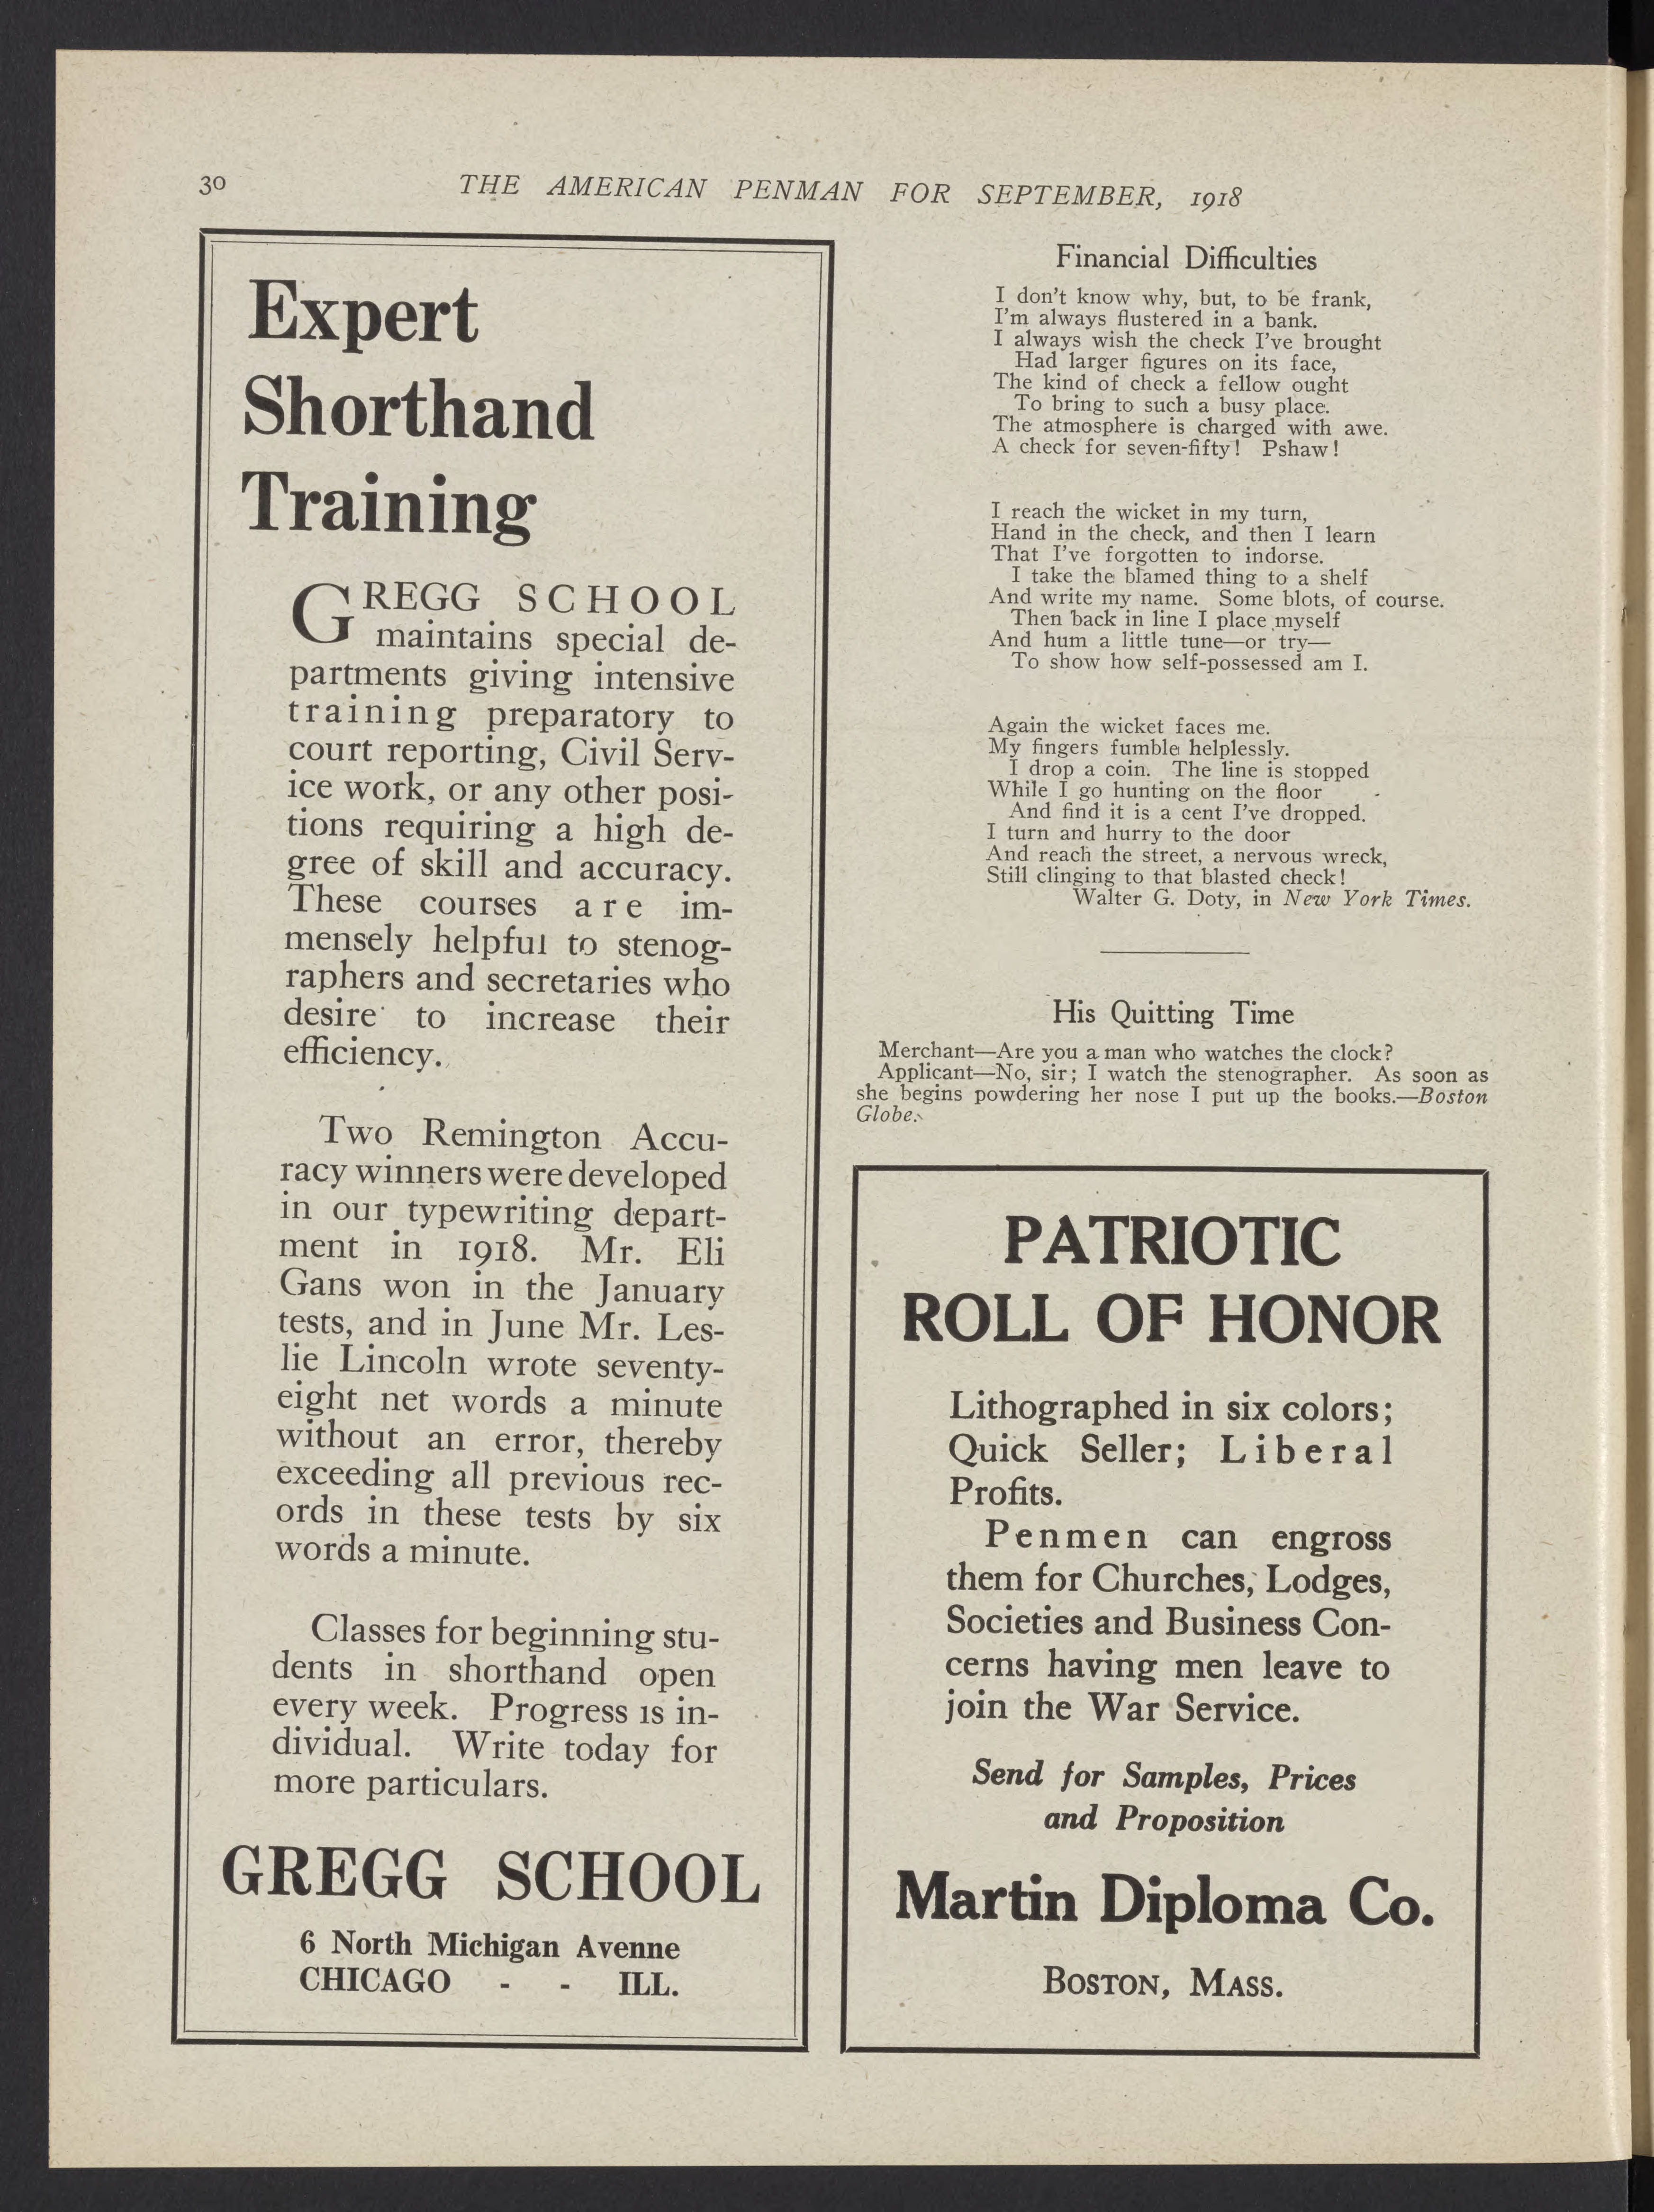 30
THE AMERICAN PENMAN FOR SEPTEMBER, 1918
Expert
Shorthand
Training
GREGG SCHOOL
maintains special de-
partments giving intensive
training preparatory to
court reporting, Civil Serv-
ice work, or any other posi-
tions requiring a high de-
gree of skill and accuracy.
These courses are im-
mensely helpful to stenog-
raphers and secretaries who
desire to increase their
efficiency.
Two Remington Accu-
racy winners were developed
in our typewriting depart-
ment in 1918. Mr. Eli
Gans won in the January
tests, and in June Mr. Les-
lie Lincoln wrote seventy-
eight net words a minute
without an error, thereby
exceeding all previous rec-
ords in these tests by six
words a minute.
Classes for beginning stu-
dents in shorthand open
every week. Progress is in-
dividual. Write today for
more particulars.
GREGG SCHOOL
6 North Michigan Avenne
CHICAGO - - ILL.
Financial Difficulties
I don't know why, but, to be frank,
I'm always flustered in a bank.
I always wish the check I've brought
Had larger figures on its face,
The kind of check a fellow ought
To bring to such a busy place.
The atmosphere is charged with awe.
A check for seven-fifty! Pshaw!
I reach the wicket in my turn,
Hand in the check, and then I learn
That I've forgotten to indorse.
I take the blamed thing to a shelf
And write my name. Some blots, of course.
Then back in line I place myself
And hum a little tune—or try—
To show how self-possessed am I.
Again the wicket faces me.
My fingers fumble helplessly.
I drop a coin. The line is stopped
While I go hunting on the floor
And find it is a cent I've dropped.
I turn and hurry to the door
And reach the street, a nervous wreck,
Still clinging to that blasted check!
Walter G. Doty, in New York Times.
His Quitting Time
Merchant—Are you a man who watches the clock?
Applicant—No, sir; I watch the stenographer. As soon as
she begins powdering her nose I put up the books.—Boston
Globe.
PATRIOTIC
ROLL OF HONOR
Lithographed in six colors;
Quick Seller; Liberal
Profits.
Penmen can engross
them for Churches, Lodges,
Societies and Business Con-
cerns having men leave to
join the War Service.
Send for Samples, Prices
and Proposition
Martin Diploma Co.
BOSTON, MASS.